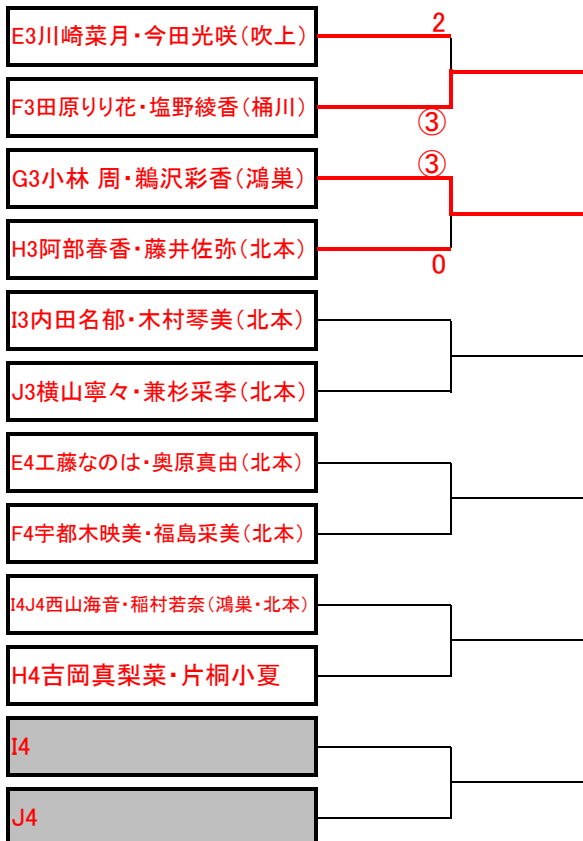 E3川崎菜月・今田光咲(吹上)
2
F3田原りり花・塩野綾香(桶川)
③
③
G3小林 周・鵜沢彩香(鴻巣)
H3阿部春香・藤井佐弥(北本)
0
I3内田名郁・木村琴美(北本)
J3横山寧々・兼杉采李(北本)
E4工藤なのは・奥原真由(北本)
F4宇都木映美・福島采美(北本)
I4J4西山海音・稲村若奈(鴻巣・北本)
H4吉岡真梨菜・片桐小夏
I4
J4